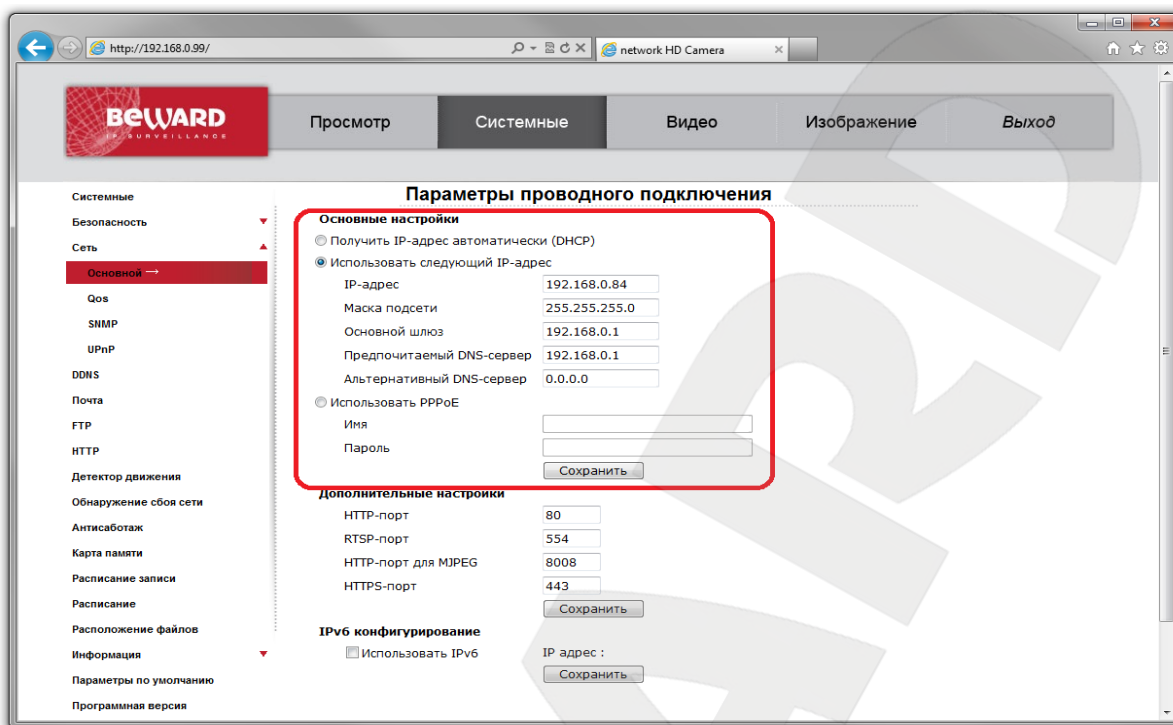 http://192.168.0.99/
network HD Camera
BEWARD
IP SURVEILLANCE
Просмотр
Системные
Видео
Изображение
Выход
Системные
Безопасность
Сеть
Основной →
Qos
SNMP
UPnP
DDNS
Почта
FTP
HTTP
Детектор движения
Обнаружение сбоя сети
Антисаботаж
Карта памяти
Расписание записи
Расписание
Расположение файлов
Информация
Параметры по умолчанию
Программная версия
Параметры проводного подключения
Основные настройки
Получить IP-адрес автоматически (DHCP)
Использовать следующий IP-адрес
IP-адрес 192.168.0.84
Маска подсети 255.255.255.0
Основной шлюз 192.168.0.1
Предпочитаемый DNS-сервер 192.168.0.1
Альтернативный DNS-сервер 0.0.0.0
Использовать PPPoE
Имя
Пароль
Сохранить
Дополнительные настройки
HTTP-порт 80
RTSP-порт 554
HTTP-порт для MJPEG 8008
HTTPS-порт 443
Сохранить
IPv6 конфигурирование
Использовать IPv6 IP адрес :
Сохранить